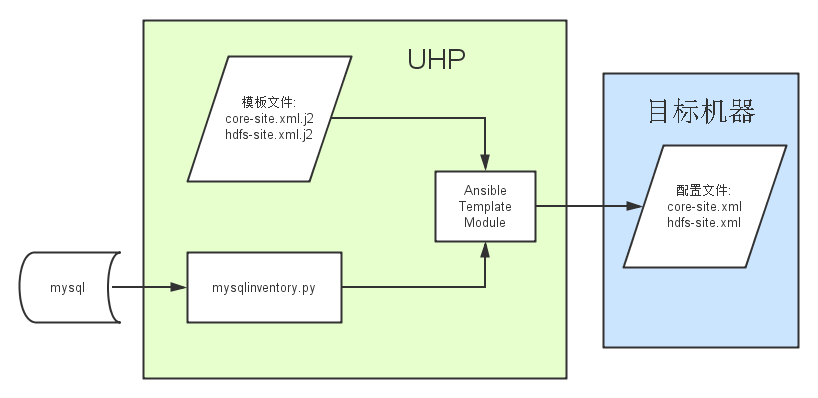 UHP
模板文件:
core-site.xml.j2
hdfs-site.xml.j2
Ansible
Template
Module
mysql
mysqlinventory.py
目标机器
配置文件:
core-site.xml
hdfs-site.xml